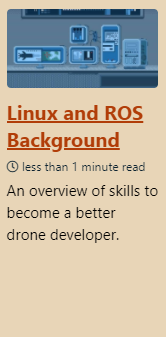 Linux and ROS
Background
less than 1 minute read
An overview of skills to
become a better
drone developer.